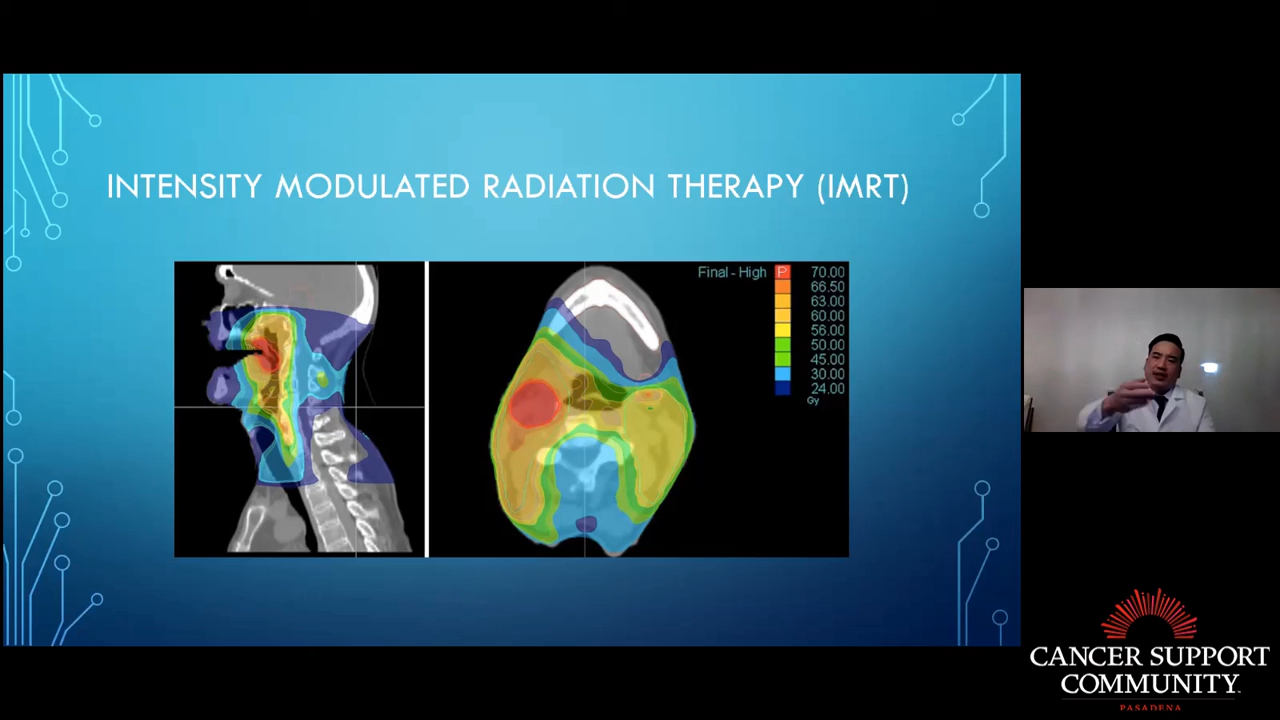 INTENSITY MODULATED RADIATION THERAPY (IMRT)
Final - High P 70.00
66.50
63.00
60.00
56.00
50.00
45.00
30.00
24.00
Gy
CANCER SUPPORT
COMMUNITY
PASADENA